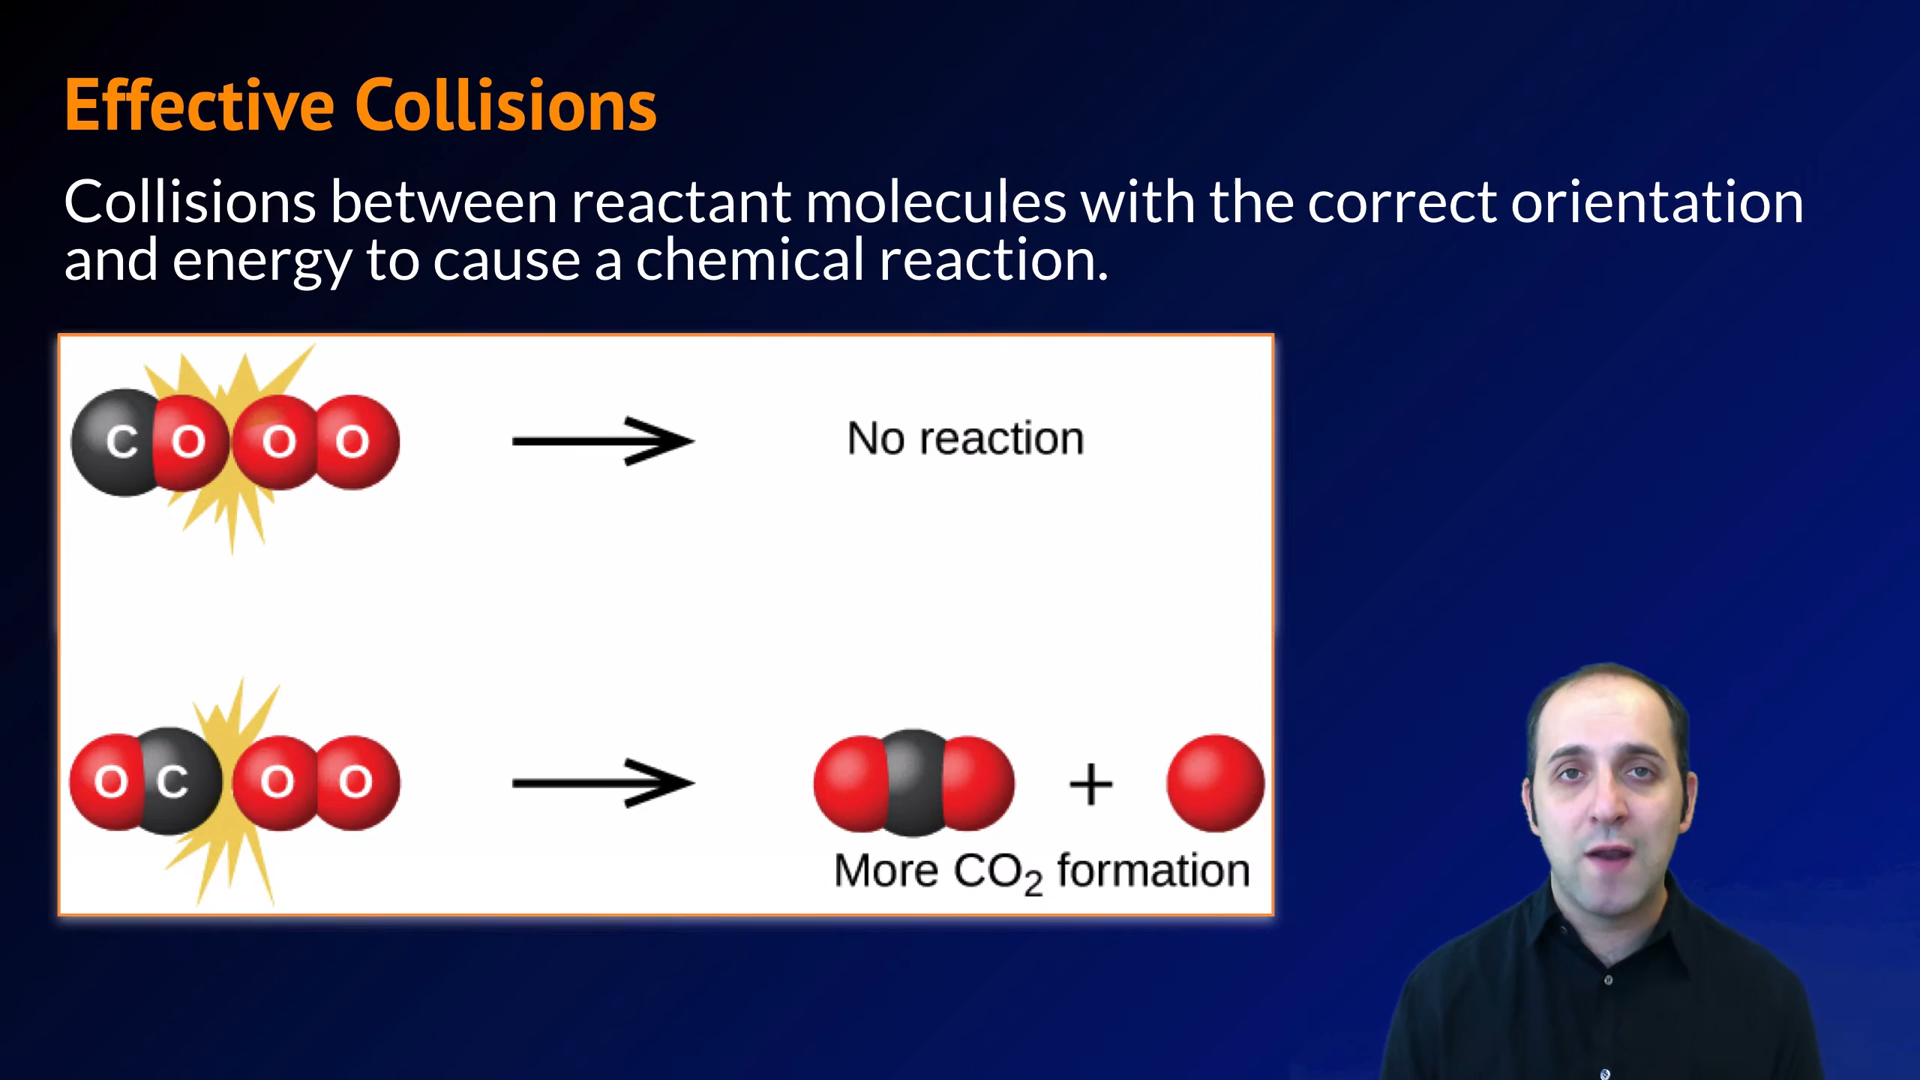 Effective Collisions
Collisions between reactant molecules with the correct orientation
and energy to cause a chemical reaction.
C O O O
No reaction
O C O O
+
More CO₂ formation